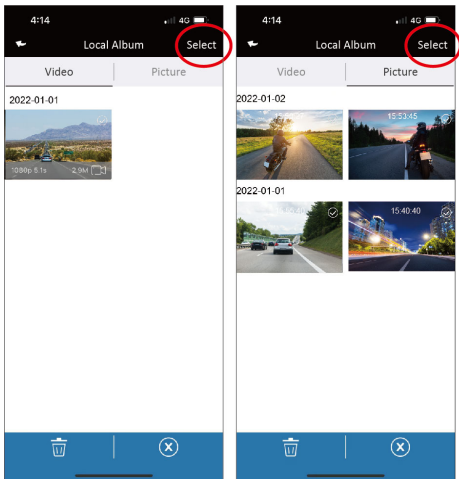 4:14
4G
Local Album
Select
Video
Picture
2022-01-01
1080p 5.1s
2.9M
4:14
4G
Local Album
Select
Video
Picture
2022-01-02
15:53:45
2022-01-01
15:40:40